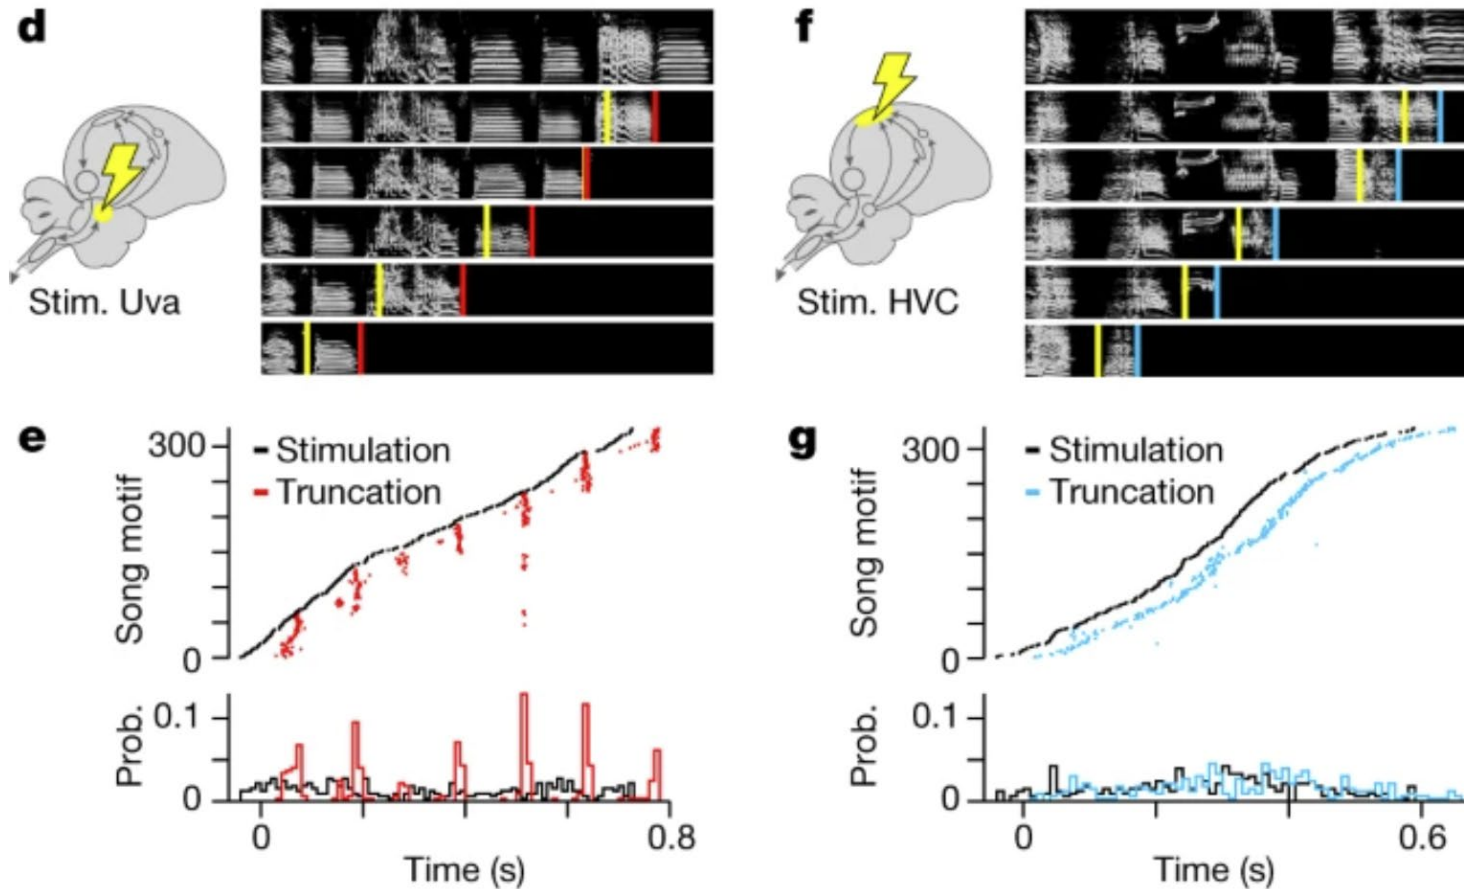 d
Stim. Uva
f
Stim. HVC
e
Song motif
300
0
Stimulation
Truncation
Prob.
0.1
0
0
0.8
Time (s)
g
Song motif
300
0
Stimulation
Truncation
Prob.
0.1
0
0
0.6
Time (s)